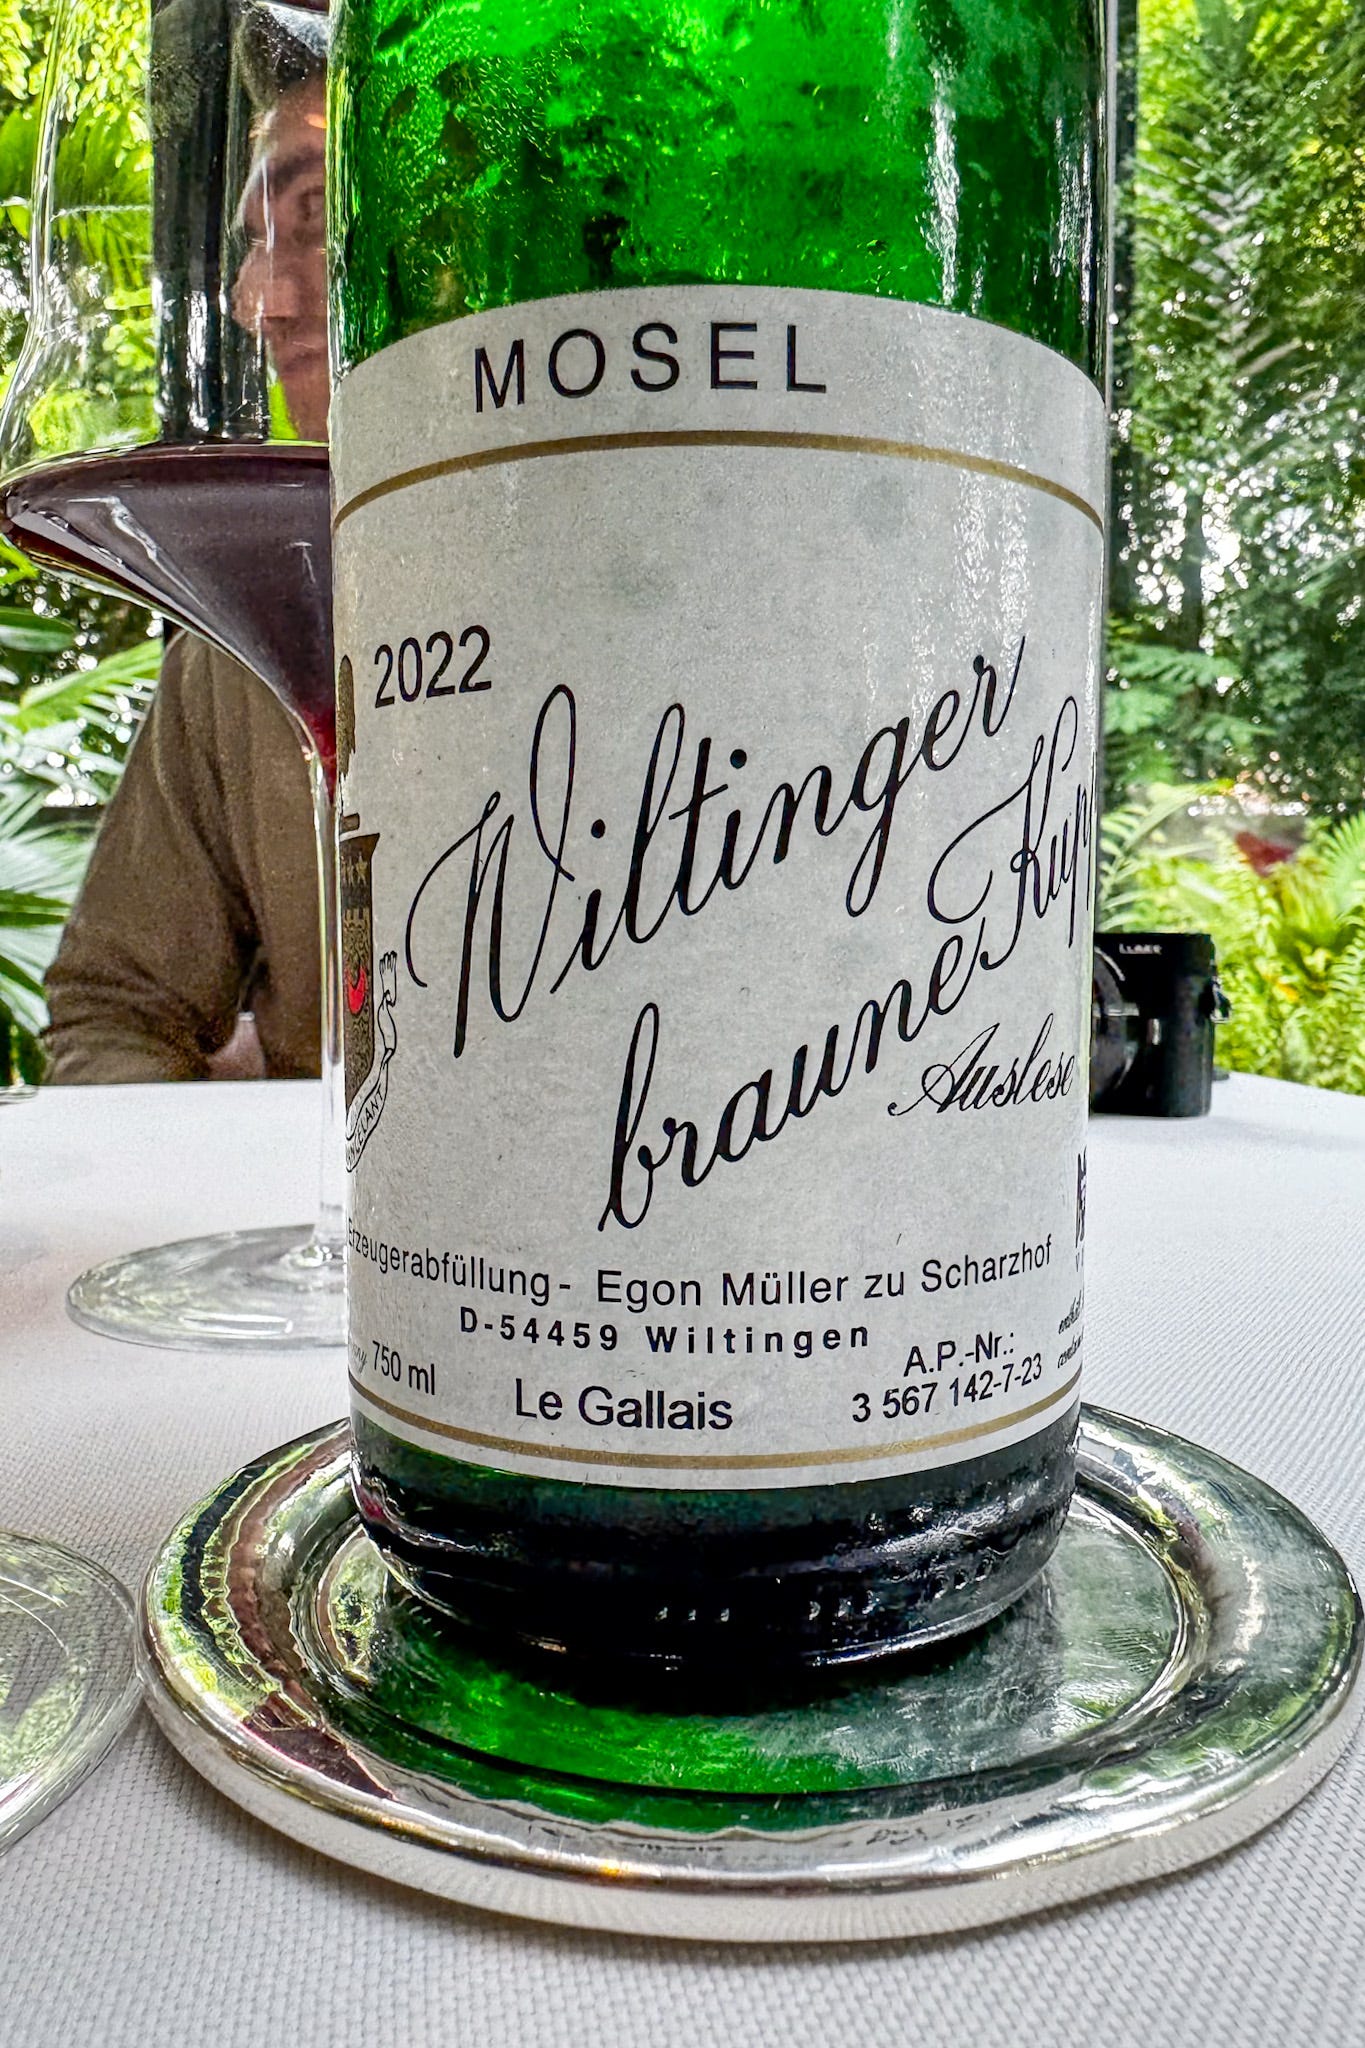 MOSEL
2022
Wiltinger
braune Kup
Auslese
Erzeugerabfüllung - Egon Müller zu Scharzhof
D-54459 Wiltingen
750 ml
Le Gallais
A.P.-Nr.:
3 567 142-7-23